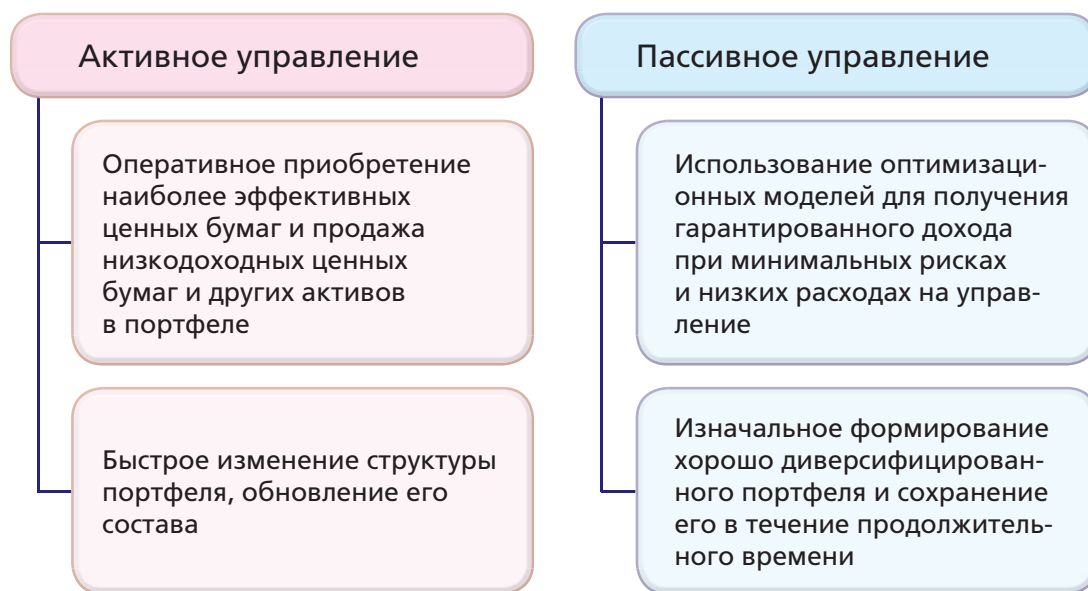 Активное управление
Оперативное приобретение
наиболее эффективных
ценных бумаг и продажа
низкодоходных ценных
бумаг и других активов
в портфеле
Быстрое изменение структуры
портфеля, обновление его
состава
Пассивное управление
Использование оптимизаци-
онных моделей для получения
гарантированного дохода
при минимальных рисках
и низких расходах на управ-
ление
Изначальное формирование
хорошо диверсифицирован-
ного портфеля и сохранение
его в течение продолжитель-
ного времени